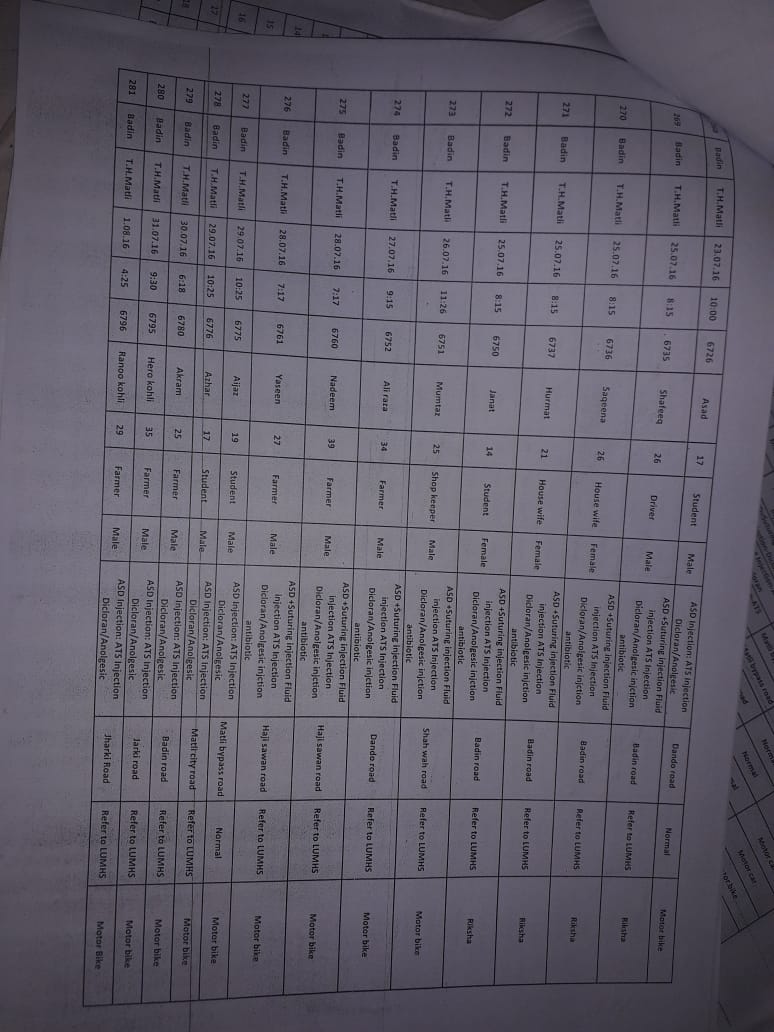 Matli bypass road Normal Motor car
Normal Motor car
Badin T.H.Matli 23.07.16 10:00 6726 Asad 17 Student Male ASD Injection: ATS Injection Dicloran/Anolgesic Dando road Normal Motor bike
269 Badin T.H.Matli 25.07.16 8:15 6735 Shafeeq 26 Driver Male ASD +Suturing injection Fluid injection ATS Injection Dicloran/Anolgesic injction antibiotic Badin road Refer to LUMHS Riksha
270 Badin T.H.Matli 25.07.16 8:15 6736 Saqeena 26 House wife Female ASD +Suturing injection Fluid injection ATS Injection Dicloran/Anolgesic injction antibiotic Badin road Refer to LUMHS Riksha
271 Badin T.H.Matli 25.07.16 8:15 6737 Hurmat 21 House wife Female ASD +Suturing injection Fluid injection ATS Injection Dicloran/Anolgesic injction antibiotic Badin road Refer to LUMHS Riksha
272 Badin T.H.Matli 25.07.16 8:15 6750 Janat 14 Student Female ASD +Suturing injection Fluid injection ATS Injection Dicloran/Anolgesic injction antibiotic Badin road Refer to LUMHS Riksha
273 Badin T.H.Matli 26.07.16 11:26 6751 Mumtaz 25 Shop keeper Male ASD +Suturing injection Fluid injection ATS Injection Dicloran/Anolgesic injction antibiotic Shah wah road Refer to LUMHS Motor bike
274 Badin T.H.Matli 27.07.16 9:15 6752 Ali raza 34 Farmer Male ASD +Suturing injection Fluid injection ATS Injection Dicloran/Anolgesic injction antibiotic Dando road Refer to LUMHS Motor bike
275 Badin T.H.Matli 28.07.16 7:17 6760 Nadeem 39 Farmer Male ASD +Suturing injection Fluid injection ATS Injection Dicloran/Anolgesic injction antibiotic Haji sawan road Refer to LUMHS Motor bike
276 Badin T.H.Matli 28.07.16 7:17 6761 Yaseen 27 Farmer Male ASD +Suturing injection Fluid injection ATS Injection Dicloran/Anolgesic injction antibiotic Haji sawan road Refer to LUMHS Motor bike
277 Badin T.H.Matli 29.07.16 10:25 6775 Aijaz 19 Student Male ASD Injection: ATS Injection Dicloran/Anolgesic Matli bypass road Normal Motor bike
278 Badin T.H.Matli 29.07.16 10:25 6776 Azhar 17 Student Male ASD Injection: ATS Injection Dicloran/Anolgesic Matli city road Refer to LUMHS Motor bike
279 Badin T.H.Matli 30.07.16 6:18 6780 Akram 25 Farmer Male ASD Injection: ATS Injection Dicloran/Anolgesic Badin road Refer to LUMHS Motor bike
280 Badin T.H.Matli 31.07.16 9:30 6795 Hero kohli 35 Farmer Male ASD Injection: ATS Injection Dicloran/Anolgesic Jarki road Refer to LUMHS Motor bike
281 Badin T.H.Matli 1.08.16 4:25 6796 Ranoo kohli 29 Farmer Male ASD Injection: ATS Injection Dicloran/Anolgesic Jharki Road Refer to LUMHS Motor Bike
14
15
16
17